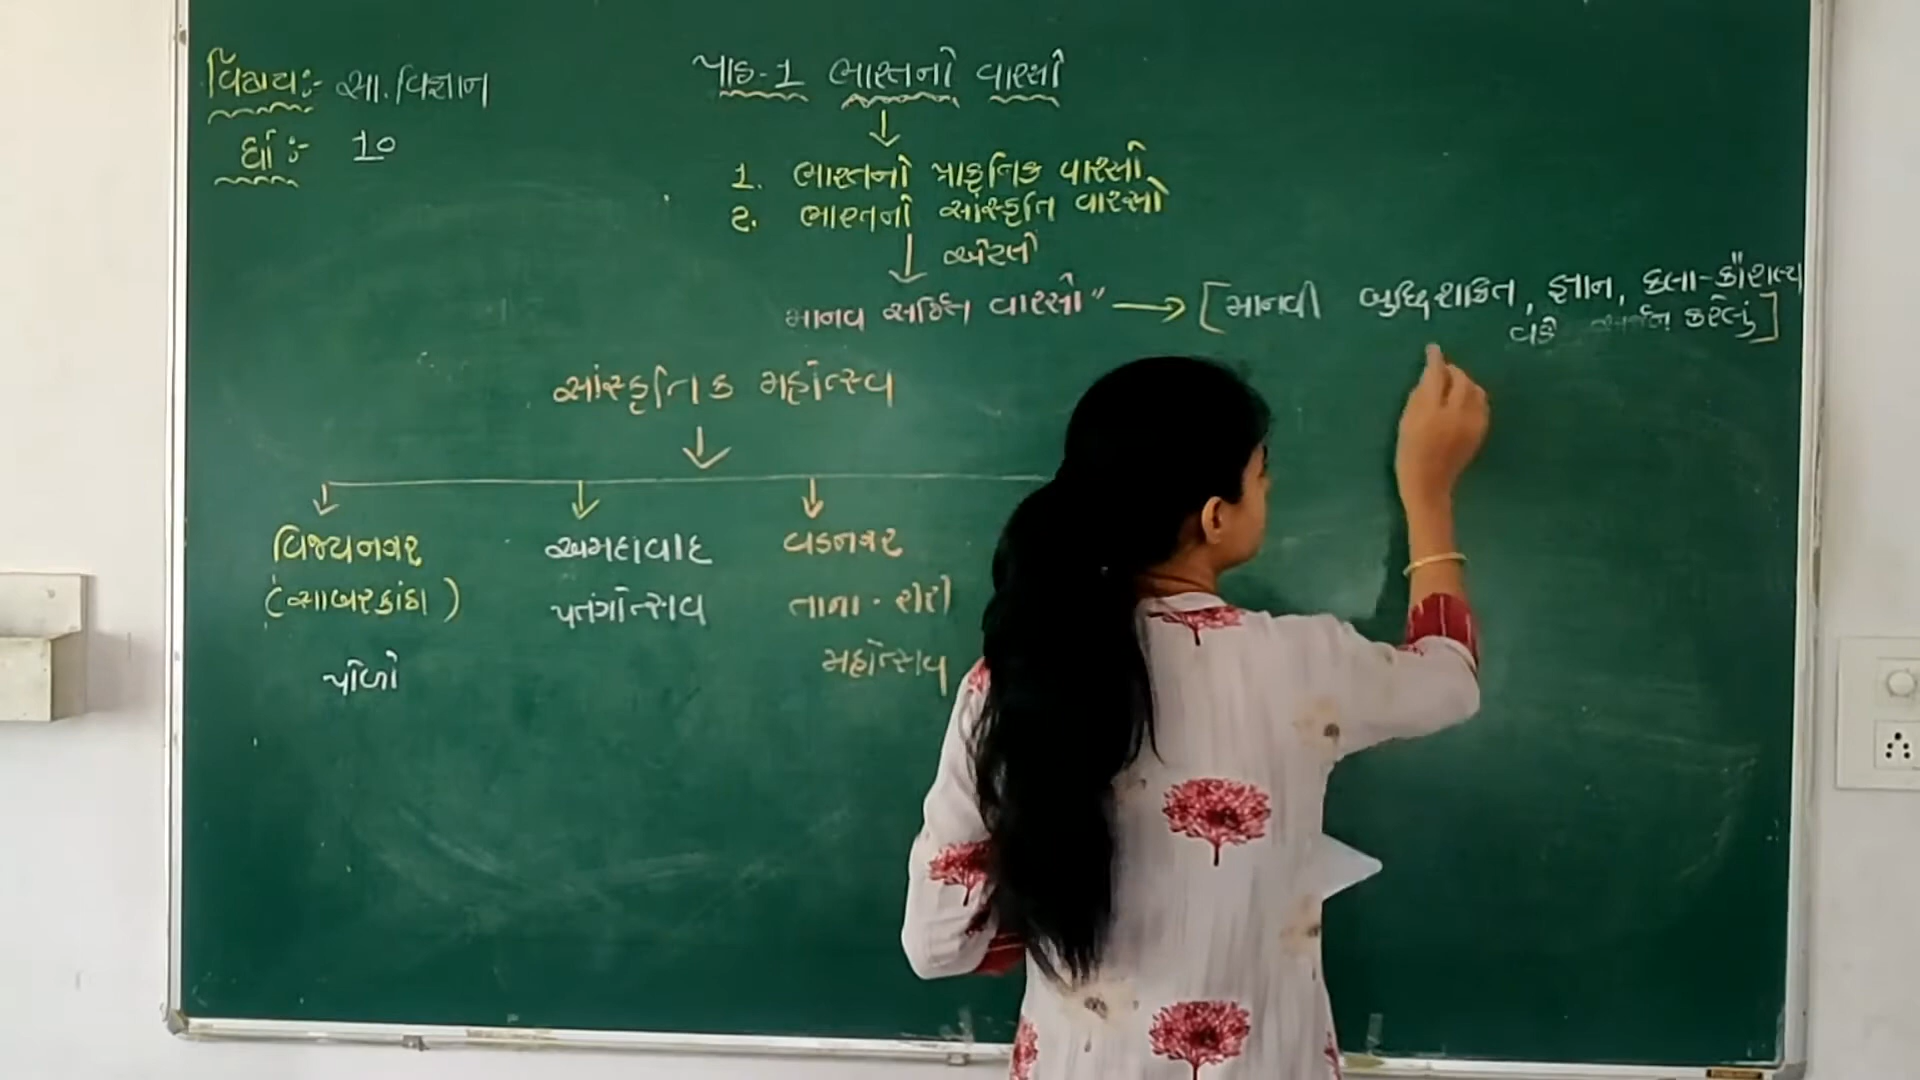 વિષય:- સા.વિજ્ઞાન
ધો:- 10
પાઠ-1 ભારતનો વારસો
1. ભારતનો પ્રાકૃતિક વારસો
2. ભારતનો સાંસ્કૃતિ વારસો
એટલે
માનવ સર્જિત વારસો" → [માનવી બુધ્ધિશક્તિ, જ્ઞાન, કલા-કૌશલ્ય
વડે સર્જન કરેલું]
સાંસ્કૃતિક મહોત્સ્વ
વિજયનગર
(સાબરકાંઠા)
પોળો
અમદાવાદ
પતંગોત્સવ
વડનગર
તાના-રીરી
મહોત્સવ